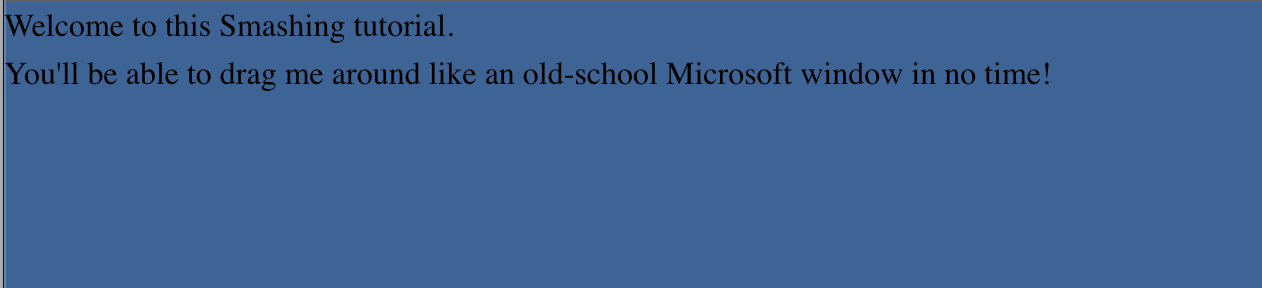 Welcome to this Smashing tutorial.
You'll be able to drag me around like an old-school Microsoft window in no time!